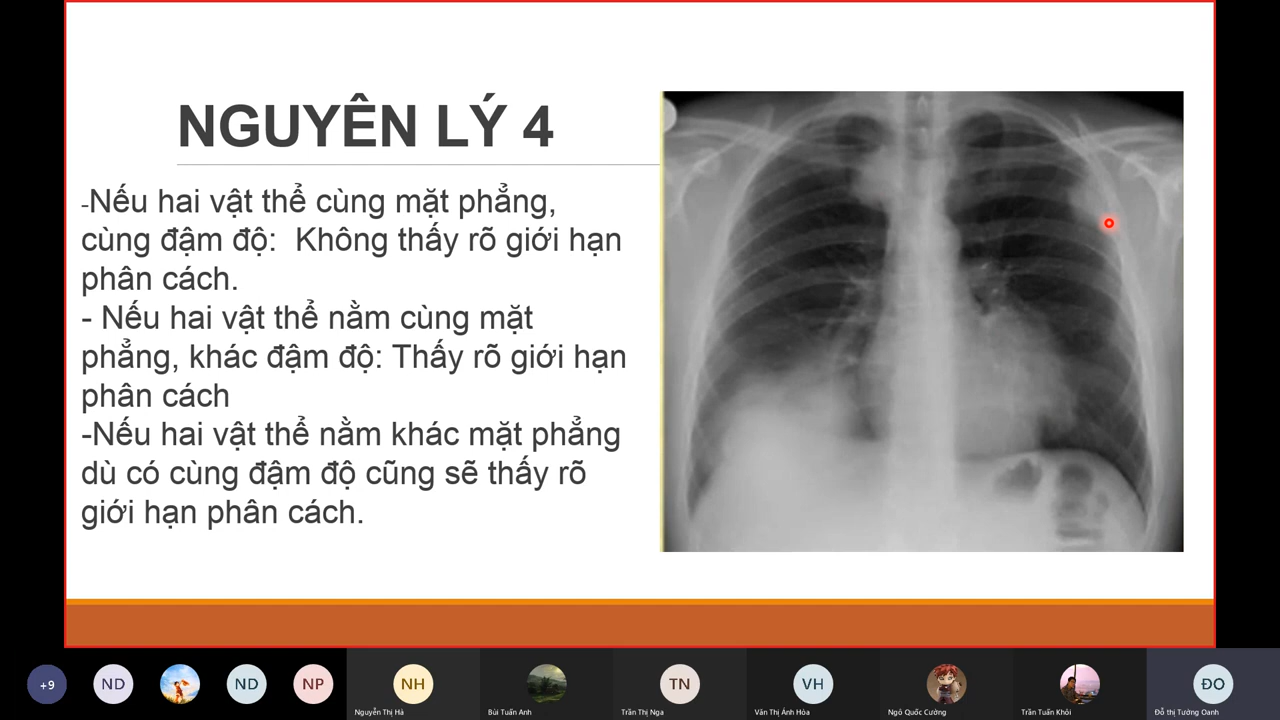 NGUYÊN LÝ 4
-Nếu hai vật thể cùng mặt phẳng,
cùng đậm độ:  Không thấy rõ giới hạn
phân cách.
- Nếu hai vật thể nằm cùng mặt
phẳng, khác đậm độ: Thấy rõ giới hạn
phân cách
-Nếu hai vật thể nằm khác mặt phẳng
dù có cùng đậm độ cũng sẽ thấy rõ
giới hạn phân cách.
+9
ND
ND
NP
NH
TN
VH
ĐO
Nguyễn Thị Hà
Bùi Tuấn Anh
Trần Thị Nga
Văn Thị Ánh Hòa
Ngô Quốc Cường
Trần Tuấn Khôi
Đỗ thị Tường Oanh